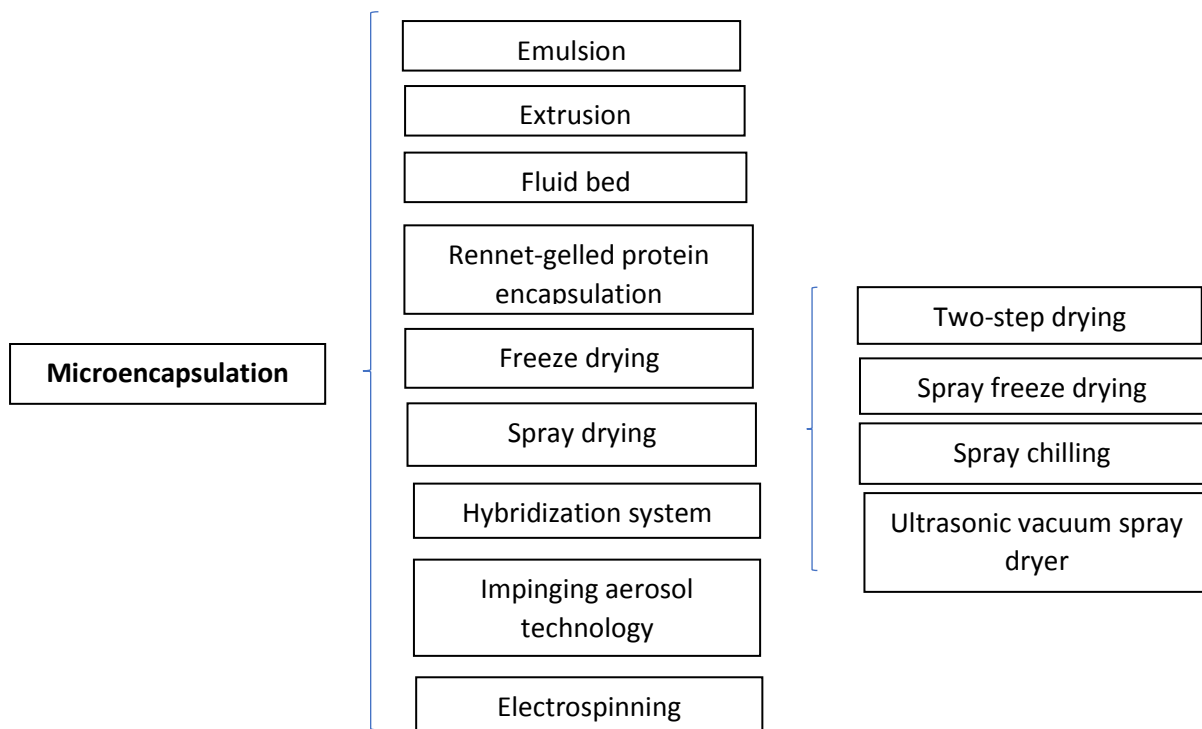 Microencapsulation
Emulsion
Extrusion
Fluid bed
Rennet-gelled protein
encapsulation
Freeze drying
Spray drying
Hybridization system
Impinging aerosol
technology
Electrospinning
Two-step drying
Spray freeze drying
Spray chilling
Ultrasonic vacuum spray
dryer